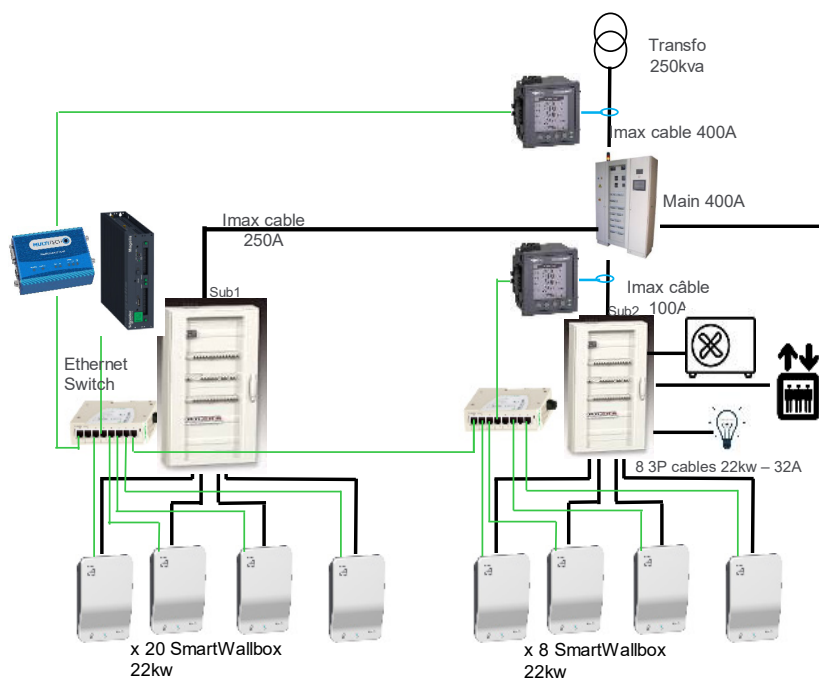 Transfo
250kva
Imax cable 400A
Main 400A
Imax cable
250A
Imax câble
100A
Sub1
Sub2
Ethernet
Switch
8 3P cables 22kw – 32A
x 20 SmartWallbox
22kw
x 8 SmartWallbox
22kw